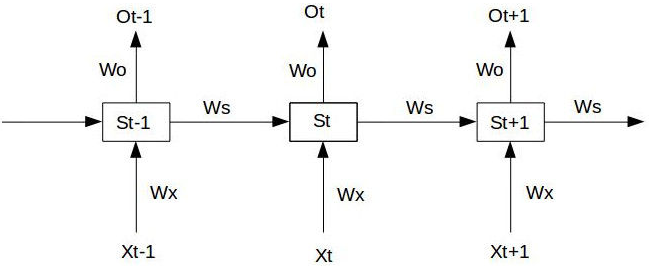 Ot-1 Ot Ot+1
Wo Wo Wo
Ws Ws Ws
St-1 St St+1
Wx Wx Wx
Xt-1 Xt Xt+1